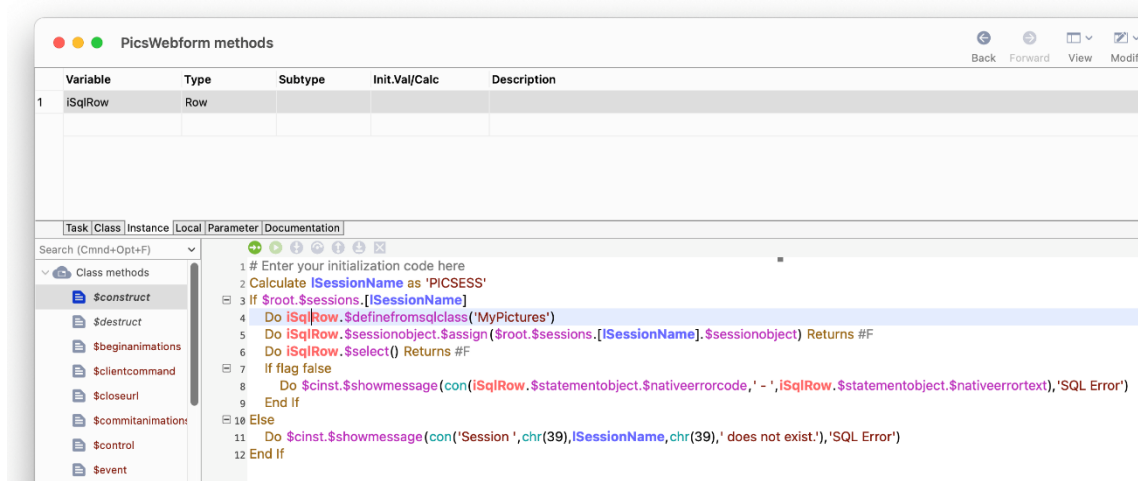 PicsWebform methods
Back Forward View Modif
Variable Type Subtype Init.Val/Calc Description
1 iSqlRow Row
Task Class Instance Local Parameter Documentation
Search (Cmnd+Opt+F)
Class methods
$construct
$destruct
$beginanimations
$clientcommand
$closeurl
$commitanimations
$control
$event
1 # Enter your initialization code here
2 Calculate lSessionName as 'PICSESS'
3 If $root.$sessions.[lSessionName]
4 Do iSqlRow.$definefromsqlclass('MyPictures')
5 Do iSqlRow.$sessionobject.$assign($root.$sessions.[lSessionName].$sessionobject) Returns #F
6 Do iSqlRow.$select() Returns #F
7 If flag false
8 Do $cinst.$showmessage(con(iSqlRow.$statementobject.$nativeerrorcode,' - ',iSqlRow.$statementobject.$nativeerrortext),'SQL Error')
9 End If
10 Else
11 Do $cinst.$showmessage(con('Session ',chr(39),lSessionName,chr(39),' does not exist.'),'SQL Error')
12 End If